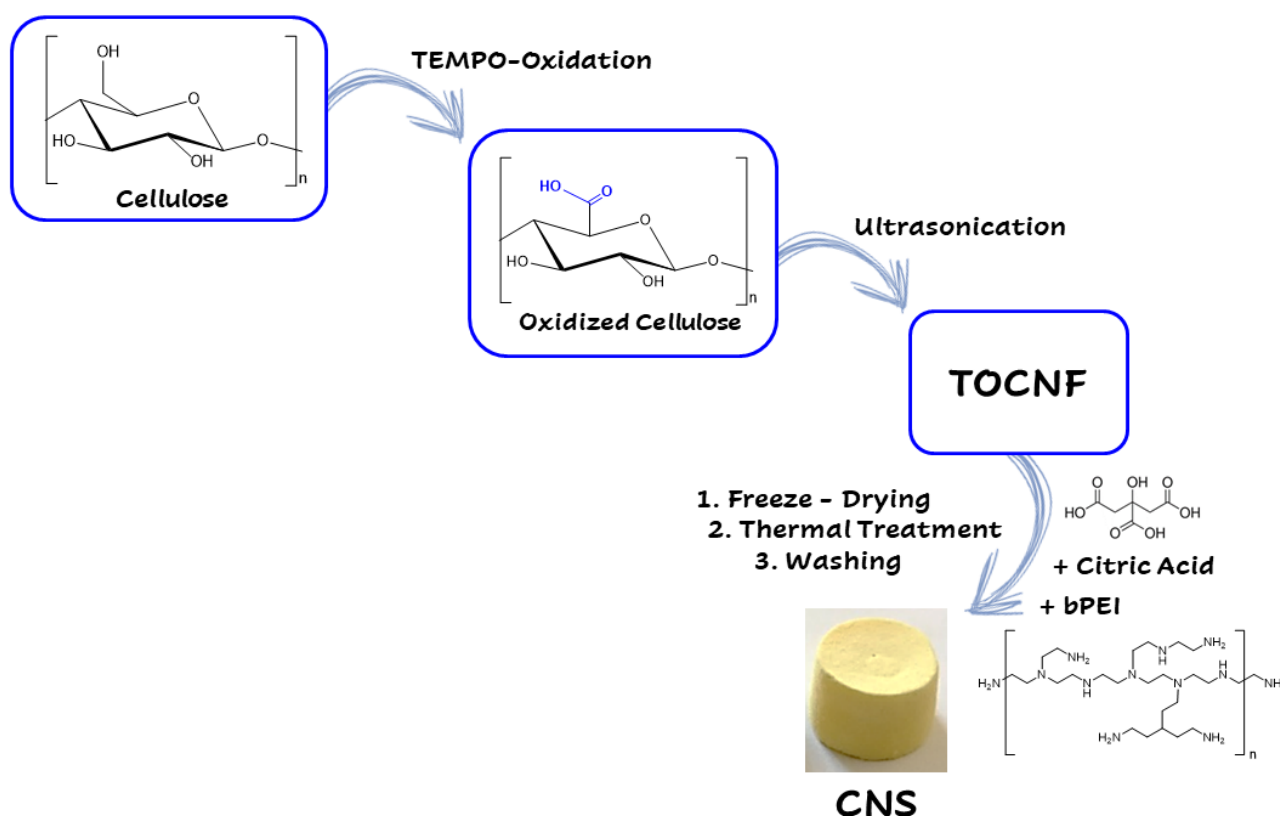 OH
O
HO
OH
O
n
Cellulose
TEMPO-Oxidation
HO
O
O
HO
OH
O
n
Oxidized Cellulose
Ultrasonication
TOCNF
1. Freeze - Drying
2. Thermal Treatment
3. Washing
O
OH
O
HO
OH
O
OH
+ Citric Acid
+ bPEI
NH2
H
N
NH2
H2N
N
N
H
N
N
H
N
NH
H2N
NH2
n
CNS